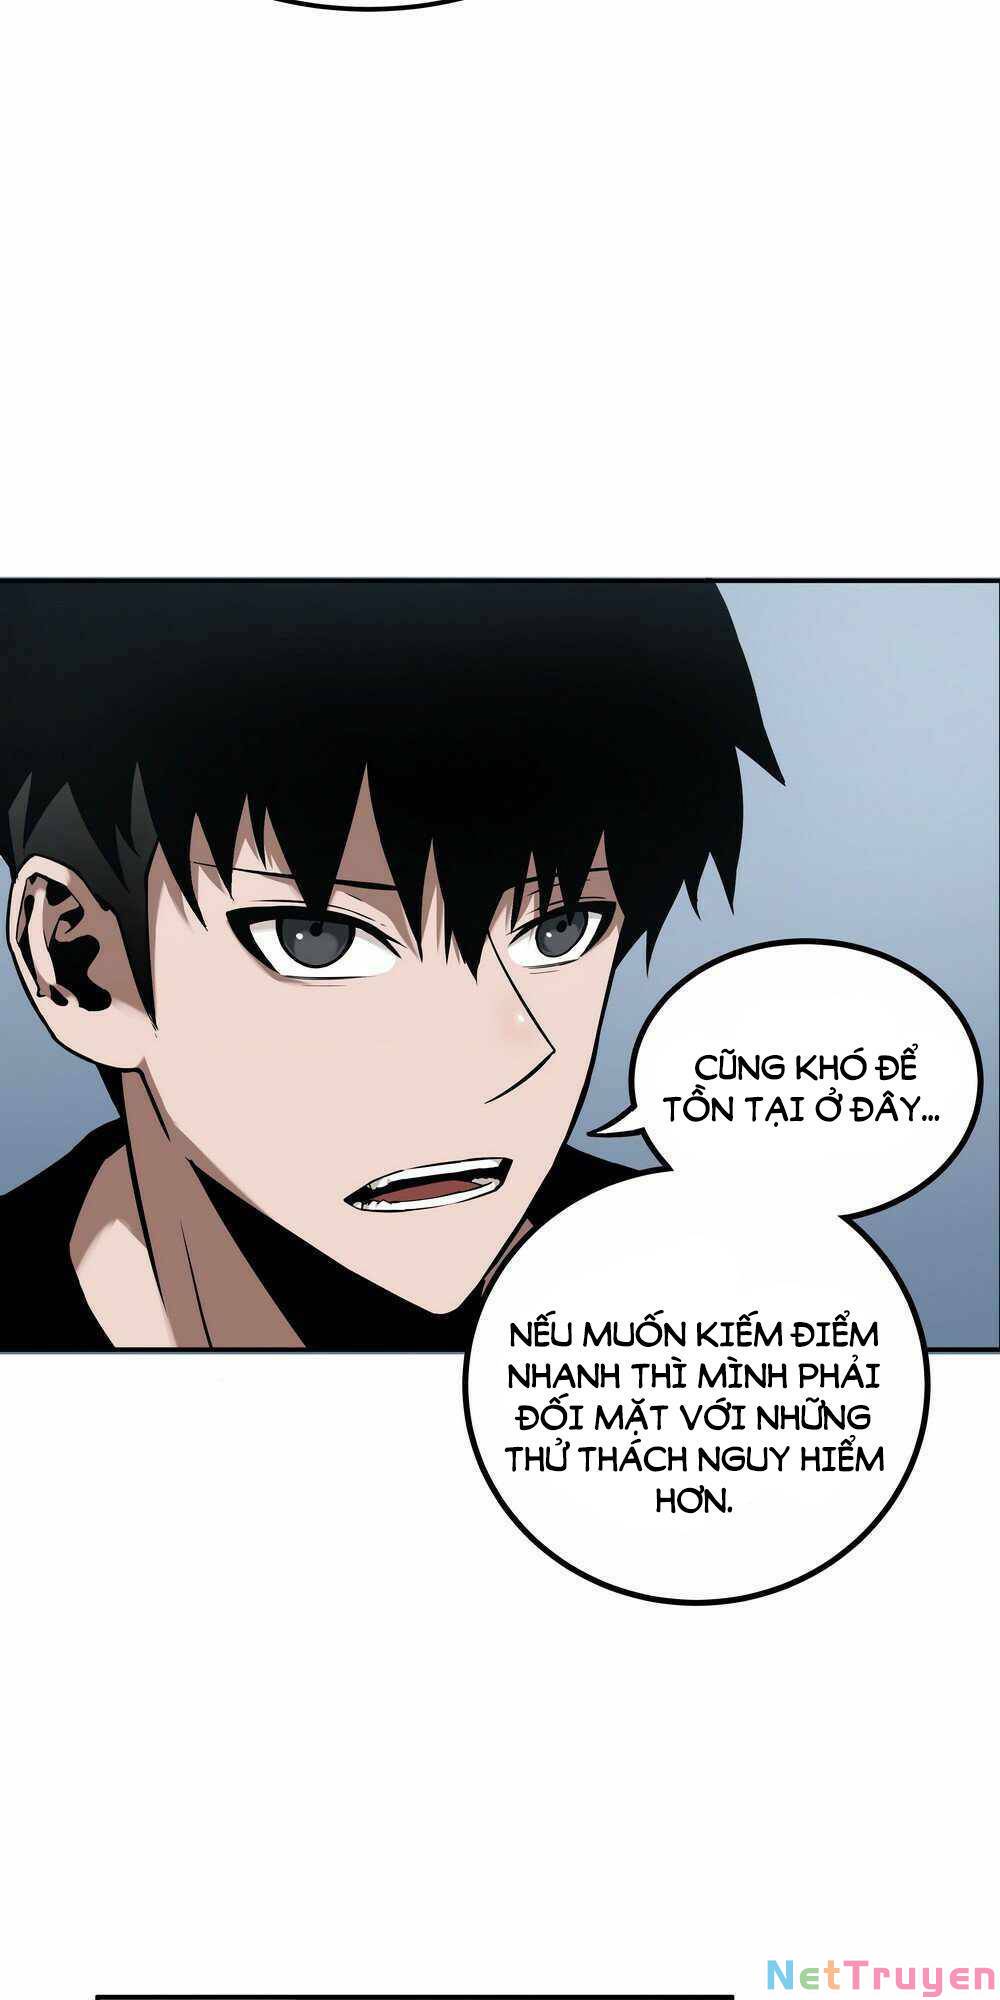 CŨNG KHÓ ĐỂ
TỒN TẠI Ở ĐÂY...
NẾU MUỐN KIẾM ĐIỂM
NHANH THÌ MÌNH PHẢI
ĐỐI MẶT VỚI NHỮNG
THỬ THÁCH NGUY HIỂM
HƠN.
NetTruyen